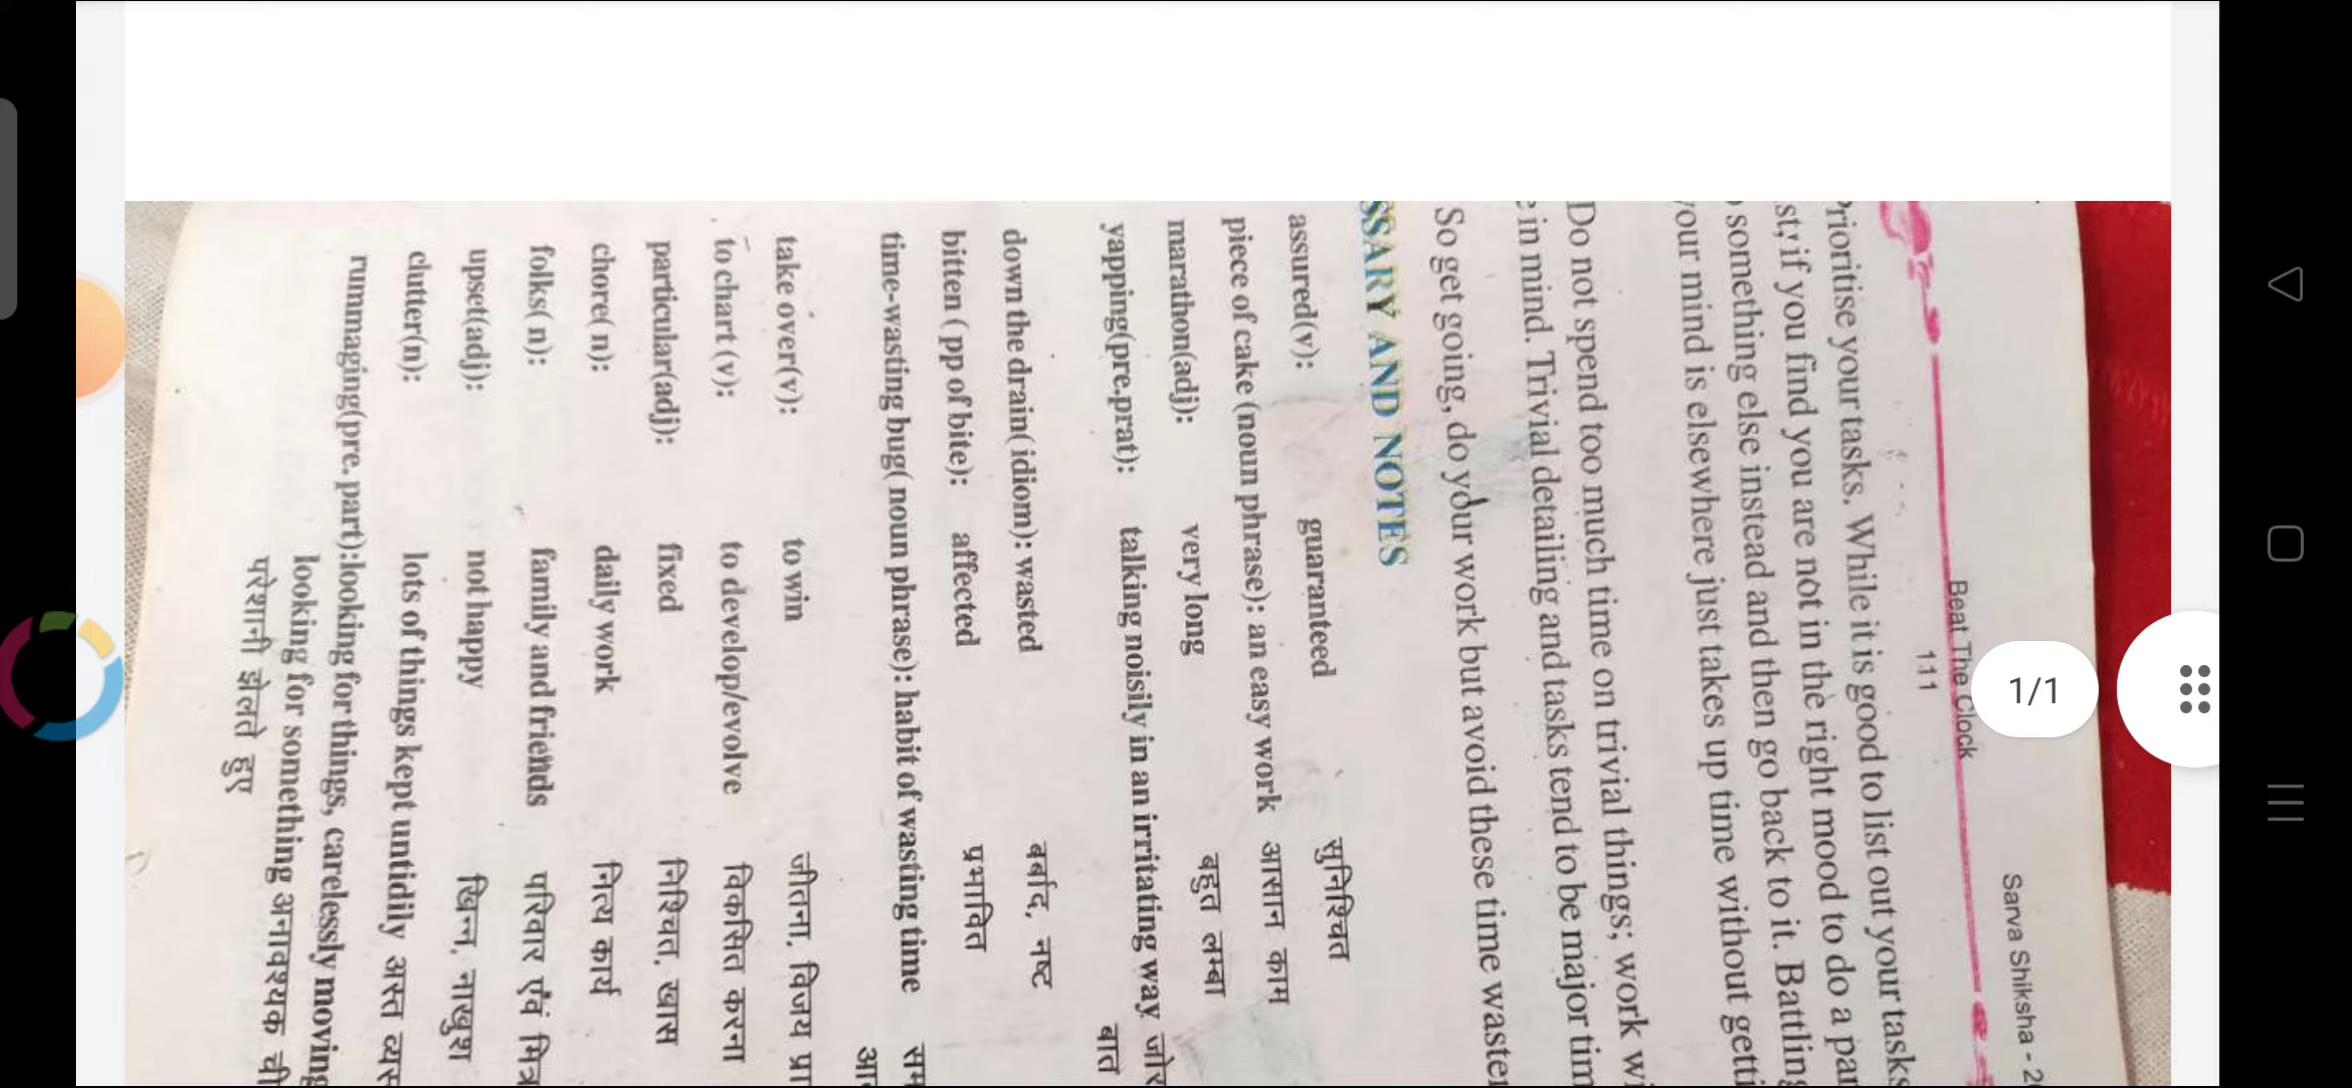 Sarva Shiksha - 2
Beat The Clock
111
1/1
Prioritise your tasks. While it is good to list out your tasks
if you find you are not in the right mood to do a par
something else instead and then go back to it. Battling
your mind is elsewhere just takes up time without getti
Do not spend too much time on trivial things; work wi
in mind. Trivial detailing and tasks tend to be major tim
So get going, do your work but avoid these time waster
SSARY AND NOTES
assured(v): guaranteed सुनिश्चित
piece of cake (noun phrase): an easy work आसान काम
marathon(adj): very long बहुत लम्बा
yapping(pre.prat): talking noisily in an irritating way जोर
बात
down the drain( idiom): wasted बर्बाद, नष्ट
bitten ( pp of bite): affected प्रभावित
time-wasting bug( noun phrase): habit of wasting time सम
आ
take over(v): to win जीतना, विजय प्रा
to chart (v): to develop/evolve विकसित करना
particular(adj): fixed निश्चित, खास
chore( n): daily work नित्य कार्य
folks( n): family and friends परिवार एंव मित्र
upset(adj): not happy खिन्न, नाखुश
clutter(n): lots of things kept untidily अस्त व्यस
rummaging(pre. part):looking for things, carelessly moving
looking for something अनावश्यक ची
परेशानी झेलते हुए